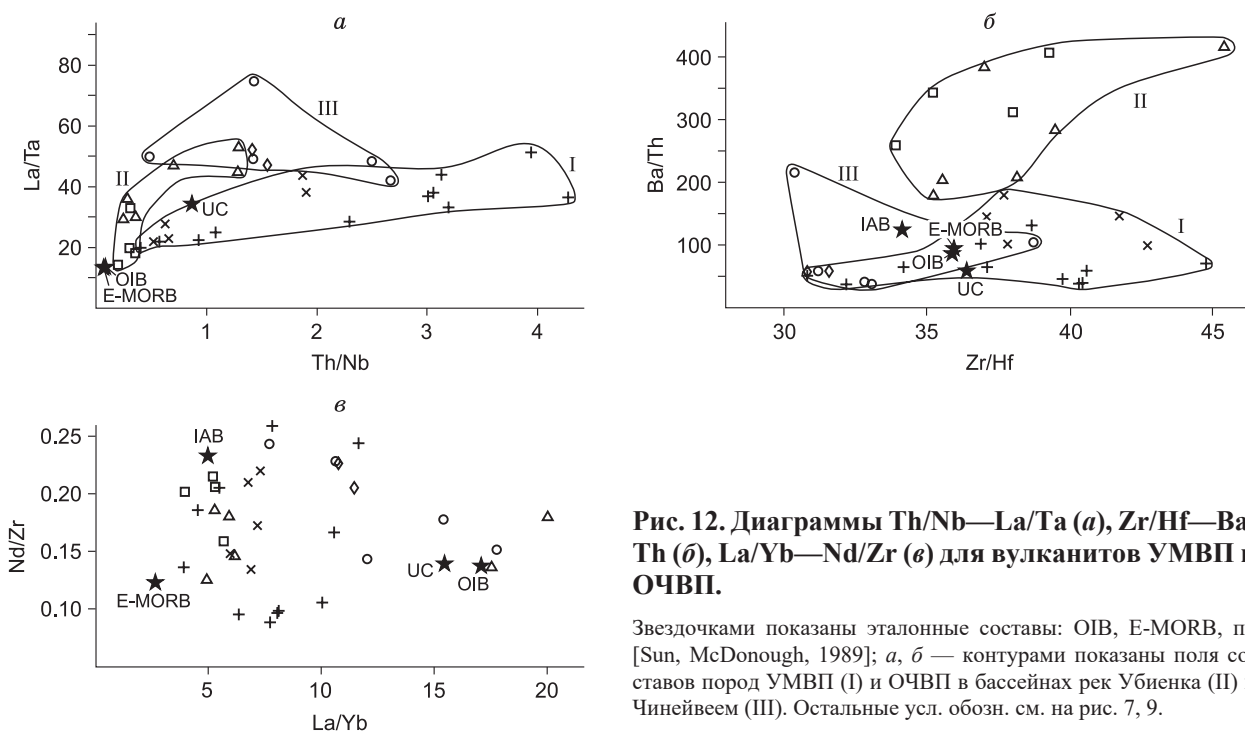 а
80
60
40
20
La/Ta
III
II
I
UC
OIB
E-MORB
1
2
3
4
Th/Nb
б
400
300
200
100
Ba/Th
II
III
I
IAB
E-MORB
OIB
UC
30
35
40
45
Zr/Hf
в
0.25
0.20
0.15
0.10
Nd/Zr
IAB
E-MORB
UC
OIB
5
10
15
20
La/Yb
Рис. 12. Диаграммы Th/Nb—La/Ta (а), Zr/Hf—Ba
Th (б), La/Yb—Nd/Zr (в) для вулканитов УМВП
ОЧВП.
Звездочками показаны эталонные составы: OIB, E-MORB, п
[Sun, McDonough, 1989]; а, б — контурами показаны поля со
ставов пород УМВП (I) и ОЧВП в бассейнах рек Убиенка (II)
Чинейвеем (III). Остальные усл. обозн. см. на рис. 7, 9.